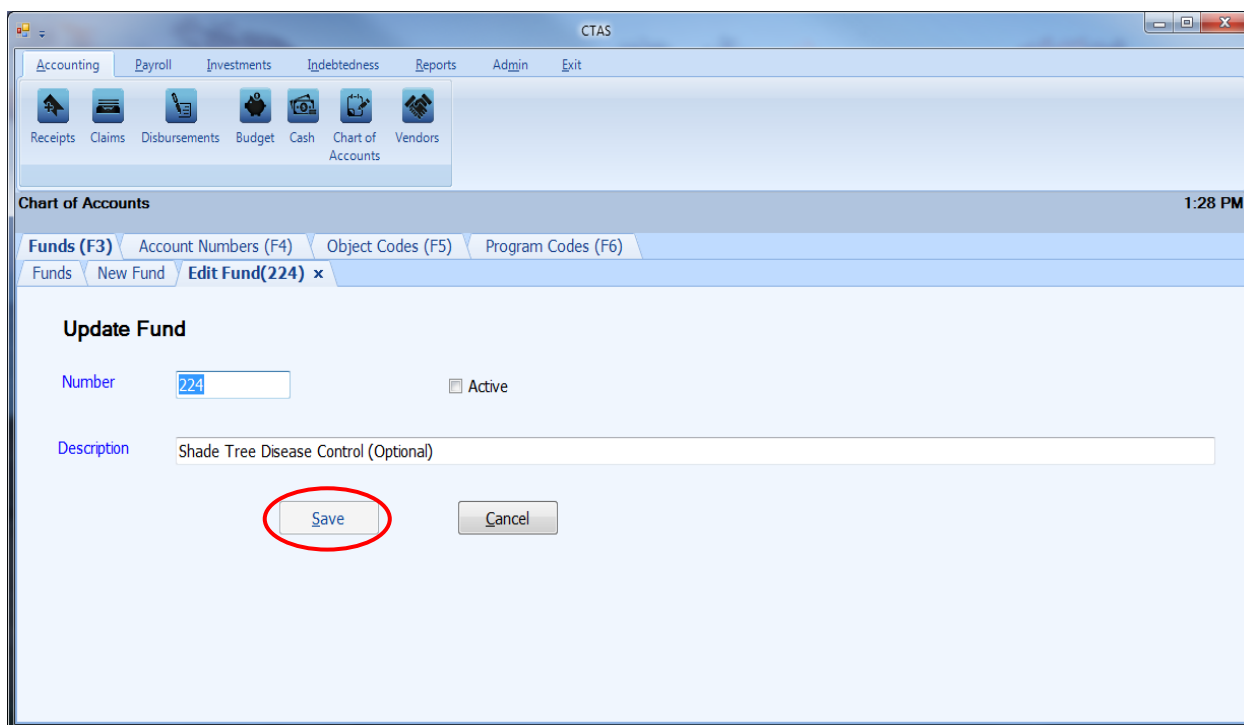 CTAS
Accounting Payroll Investments Indebtedness Reports Admin Exit
Receipts Claims Disbursements Budget Cash Chart of Accounts Vendors
Chart of Accounts 1:28 PM
Funds (F3) Account Numbers (F4) Object Codes (F5) Program Codes (F6)
Funds New Fund Edit Fund(224) x
Update Fund
Number 224 Active
Description Shade Tree Disease Control (Optional)
Save Cancel